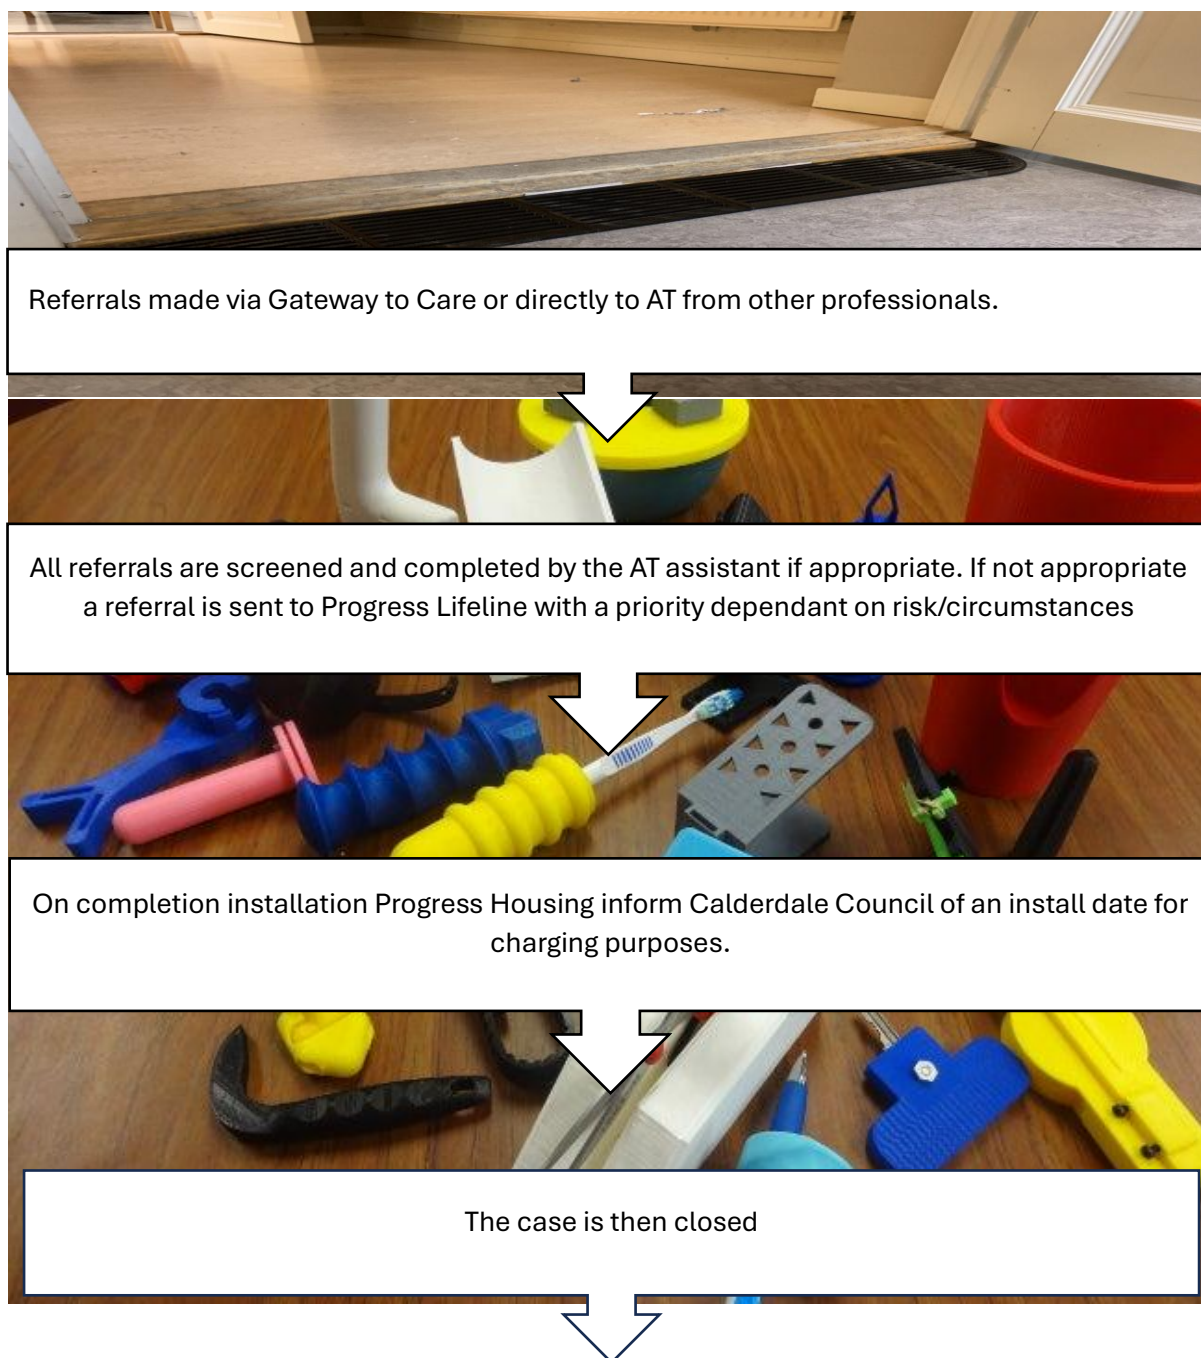 Referrals made via Gateway to Care or directly to AT from other professionals.
All referrals are screened and completed by the AT assistant if appropriate. If not appropriate
a referral is sent to Progress Lifeline with a priority dependant on risk/circumstances
On completion installation Progress Housing inform Calderdale Council of an install date for
charging purposes.
The case is then closed